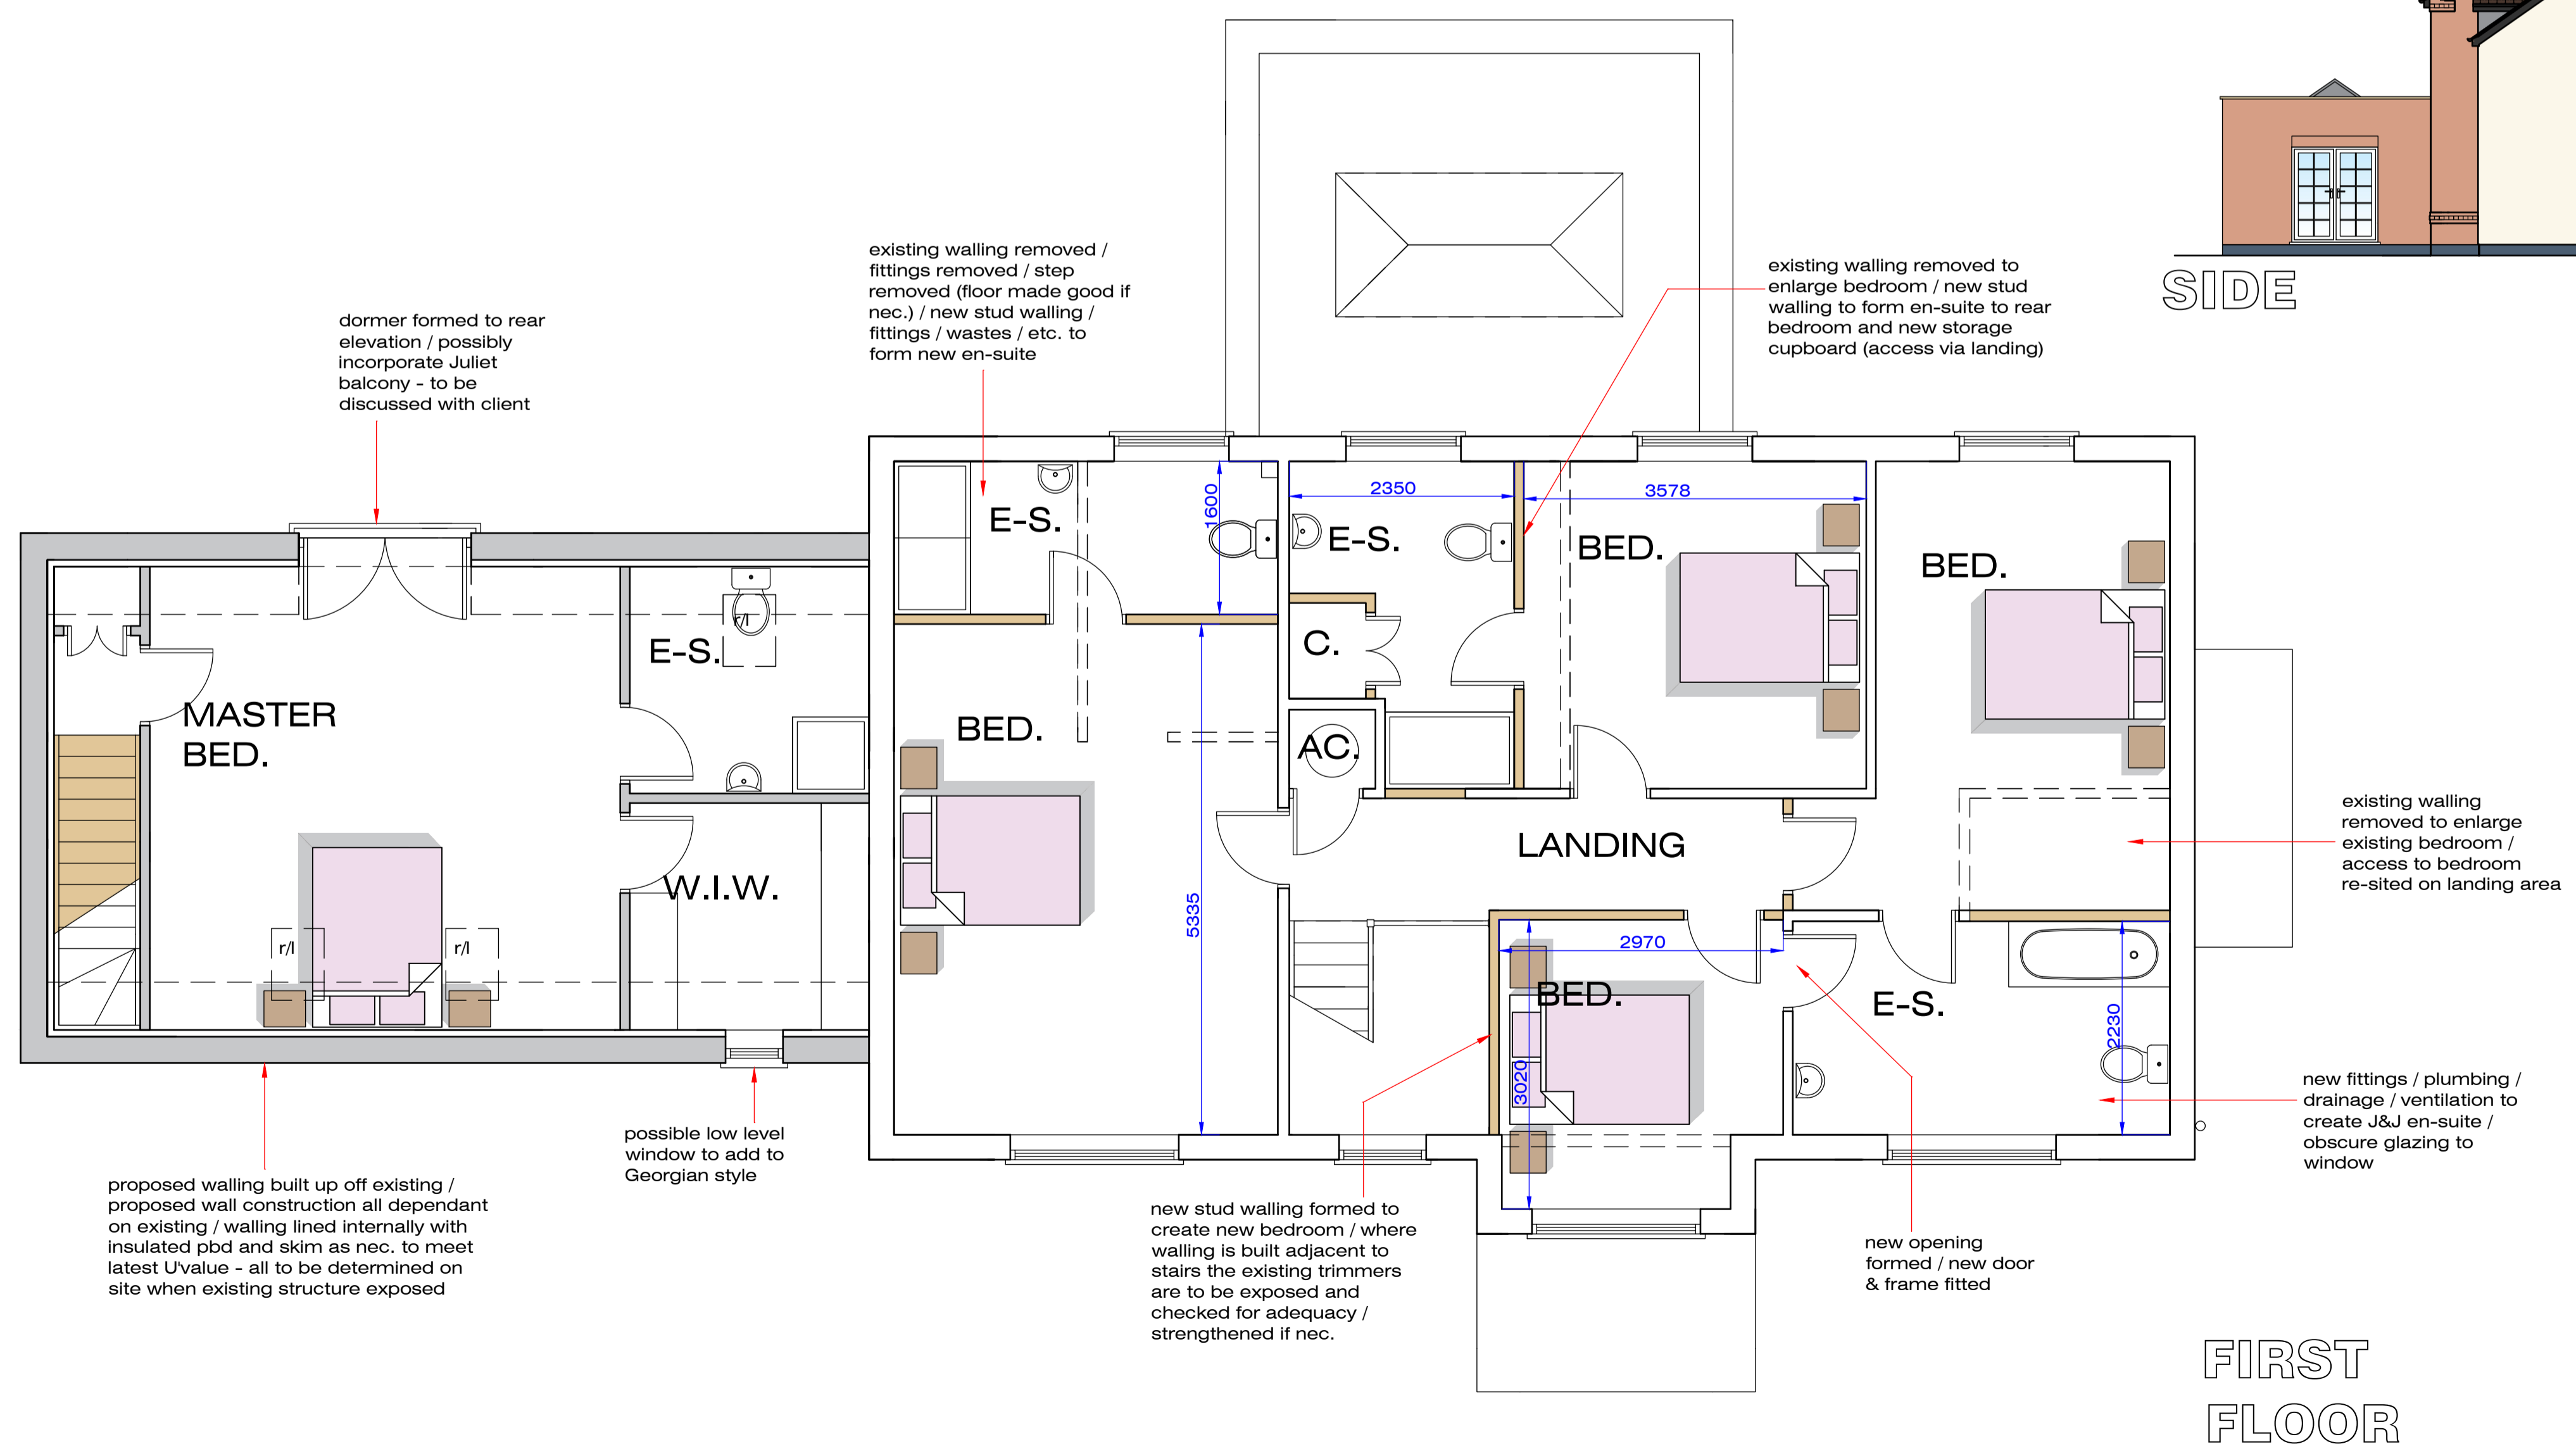 SIDE
existing walling removed /
fittings removed / step
removed (floor made good if
nec.) / new stud walling /
fittings / wastes / etc. to
form new en-suite
existing walling removed to
enlarge bedroom / new stud
walling to form en-suite to rear
bedroom and new storage
cupboard (access via landing)
dormer formed to rear
elevation / possibly
incorporate Juliet
balcony - to be
discussed with client
E-S.
1600
2350
E-S.
3578
BED.
BED.
r/l
E-S.
C.
MASTER
BED.
BED.
AC.
LANDING
W.I.W.
5335
r/l
r/l
2970
BED.
3020
E-S.
2230
existing walling
removed to enlarge
existing bedroom /
access to bedroom
re-sited on landing area
new fittings / plumbing /
drainage / ventilation to
create J&J en-suite /
obscure glazing to
window
possible low level
window to add to
Georgian style
proposed walling built up off existing /
proposed wall construction all dependant
on existing / walling lined internally with
insulated pbd and skim as nec. to meet
latest U'value - all to be determined on
site when existing structure exposed
new stud walling formed to
create new bedroom / where
walling is built adjacent to
stairs the existing trimmers
are to be exposed and
checked for adequacy /
strengthened if nec.
new opening
formed / new door
& frame fitted
FIRST
FLOOR